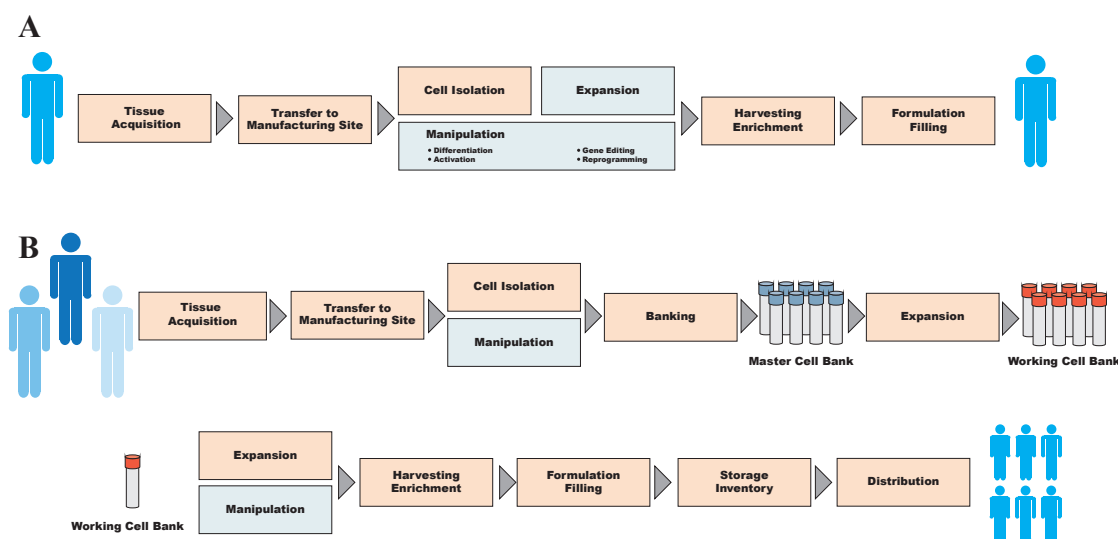 A
Tissue
Acquisition
Transfer to
Manufacturing Site
Cell Isolation
Expansion
Manipulation
• Differentiation
• Activation
• Gene Editing
• Reprogramming
Harvesting
Enrichment
Formulation
Filling
B
Tissue
Acquisition
Transfer to
Manufacturing Site
Cell Isolation
Manipulation
Banking
Master Cell Bank
Expansion
Working Cell Bank
Working Cell Bank
Expansion
Manipulation
Harvesting
Enrichment
Formulation
Filling
Storage
Inventory
Distribution